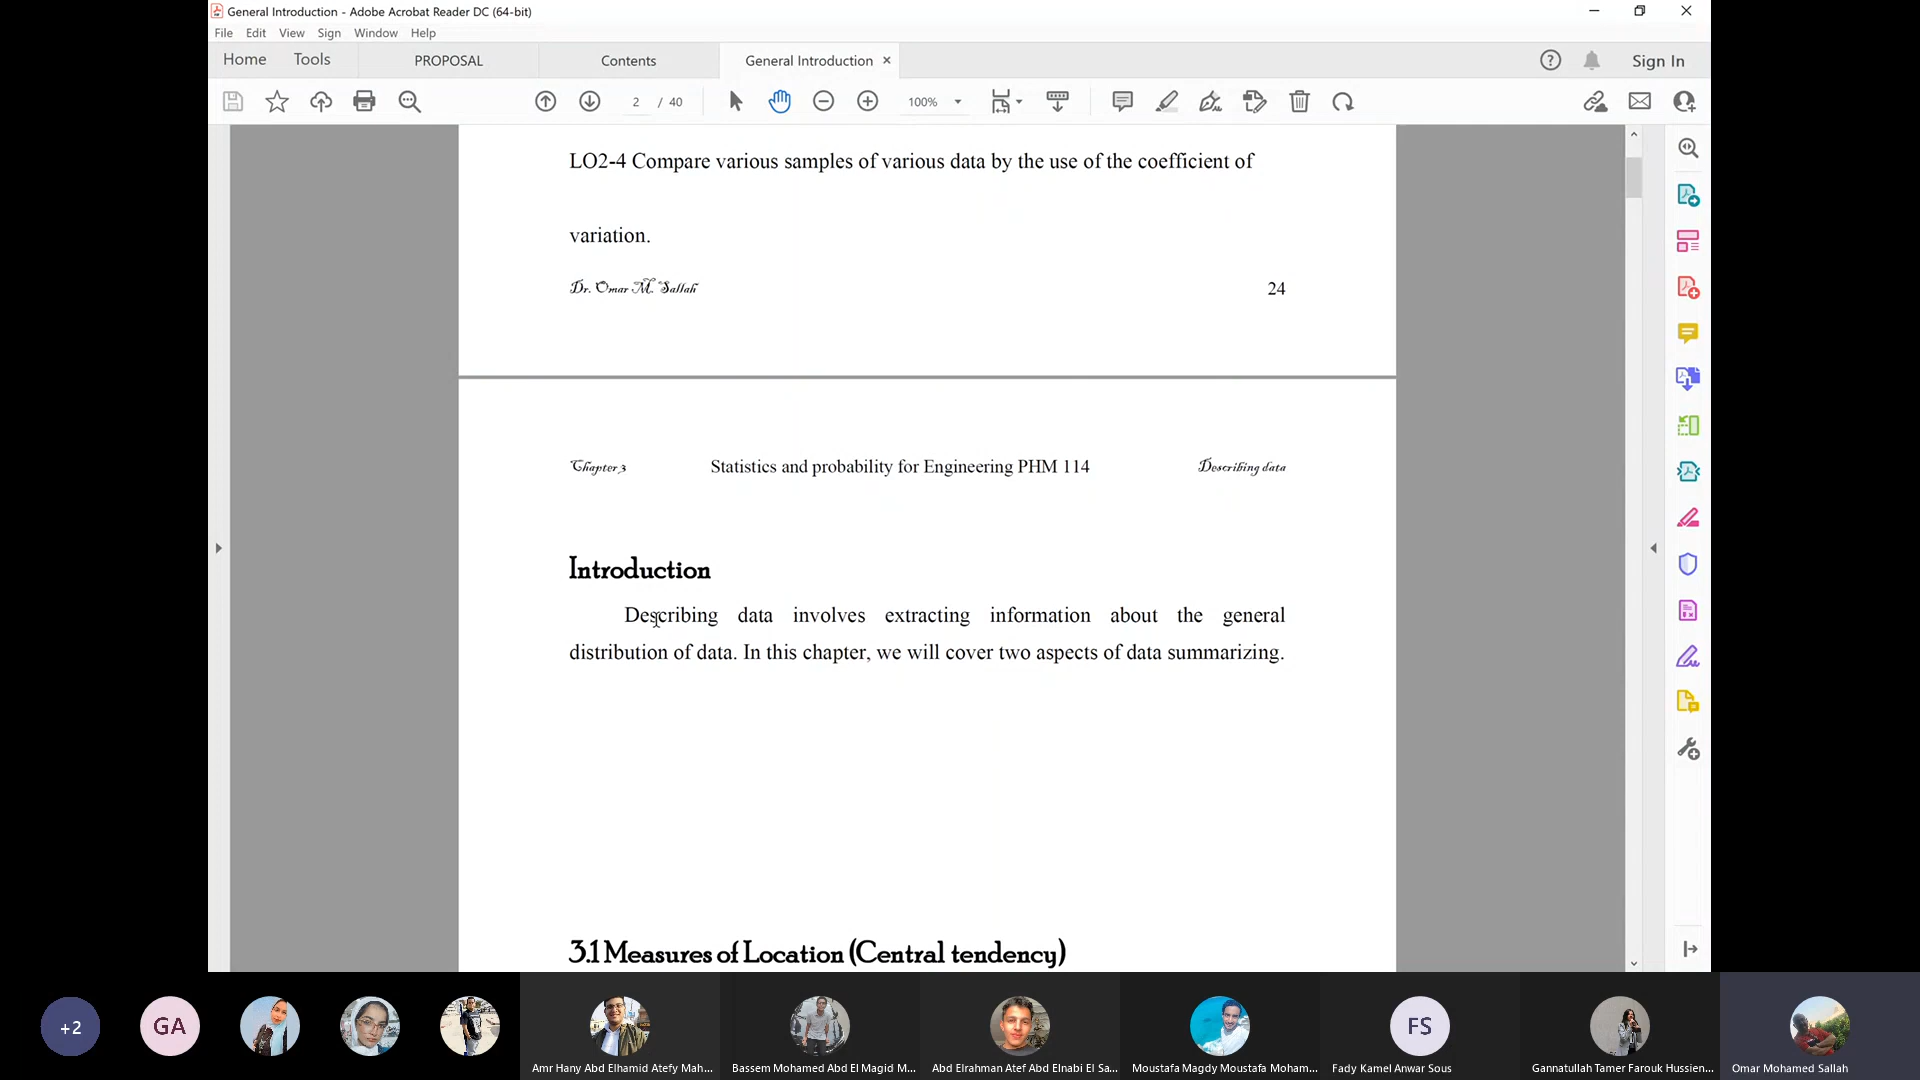 General Introduction - Adobe Acrobat Reader DC (64-bit)
File Edit View Sign Window Help
Home Tools PROPOSAL Contents General Introduction Sign In
2 / 40 100%
LO2-4 Compare various samples of various data by the use of the coefficient of
variation.
Dr. Omar M. Sallah 24
Chapter 3 Statistics and probability for Engineering PHM 114 Describing data
Introduction
Describing data involves extracting information about the general
distribution of data. In this chapter, we will cover two aspects of data summarizing.
3.1 Measures of Location (Central tendency)
+2 GA FS
Amr Hany Abd Elhamid Atefy Mah... Bassem Mohamed Abd El Magid M... Abd Elrahman Atef Abd Elnabi El Sa... Moustafa Magdy Moustafa Moham... Fady Kamel Anwar Sous Gannatullah Tamer Farouk Hussien... Omar Mohamed Sallah